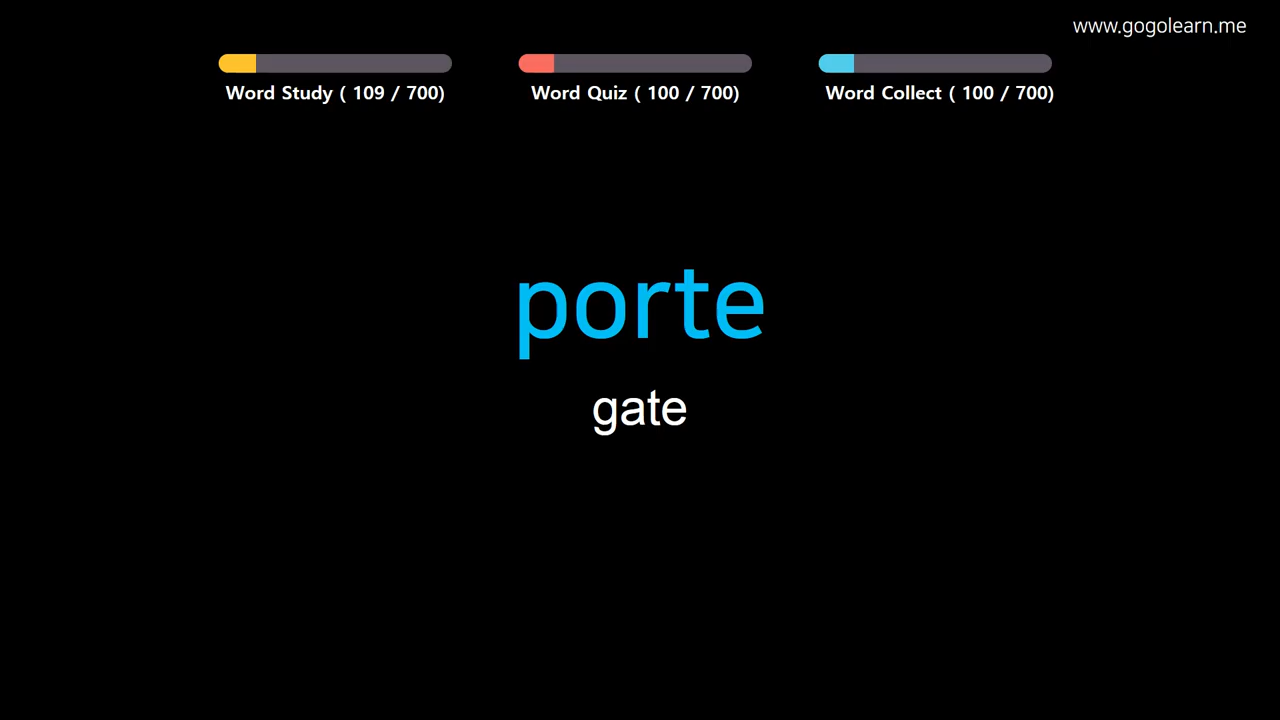 www.gogolearn.me
Word Study ( 109 / 700)
Word Quiz ( 100 / 700)
Word Collect ( 100 / 700)
porte
gate